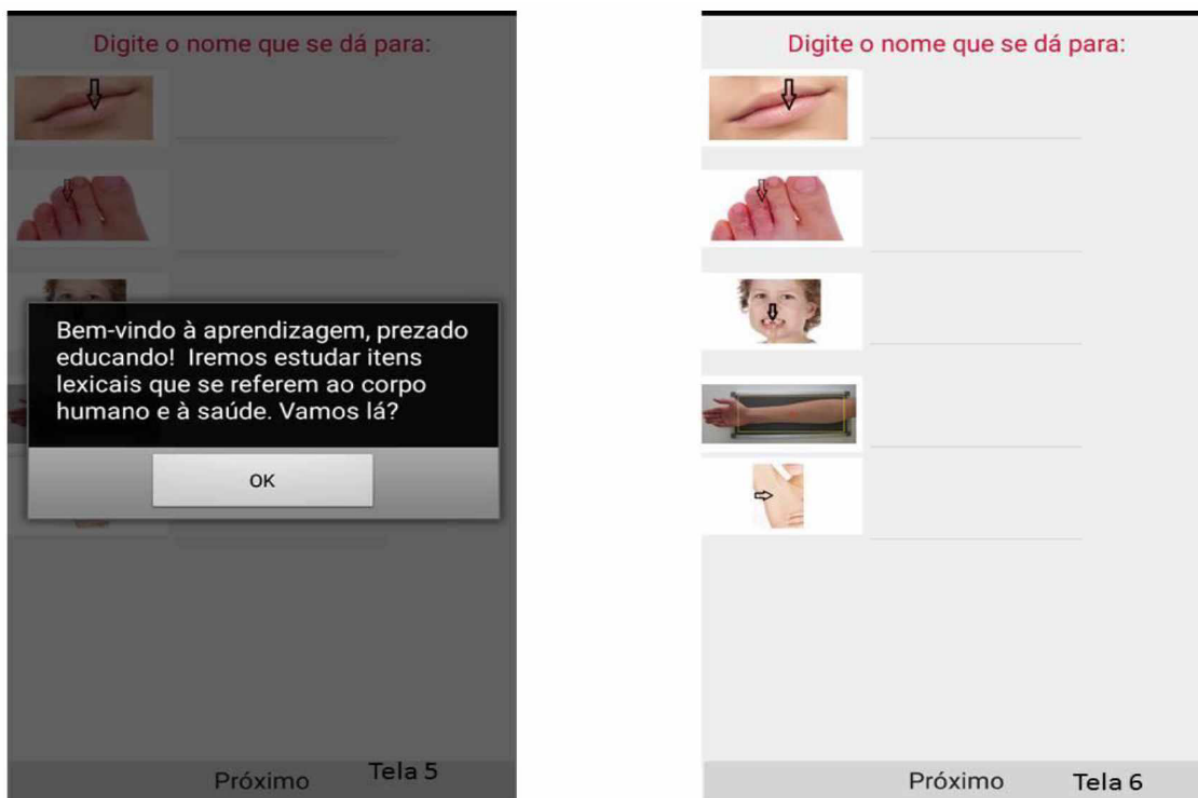 Digite o nome que se dá para:
Bem-vindo à aprendizagem, prezado
educando! Iremos estudar itens
lexicais que se referem ao corpo
humano e à saúde. Vamos lá?
OK
Próximo
Tela 5
Digite o nome que se dá para:
Próximo
Tela 6